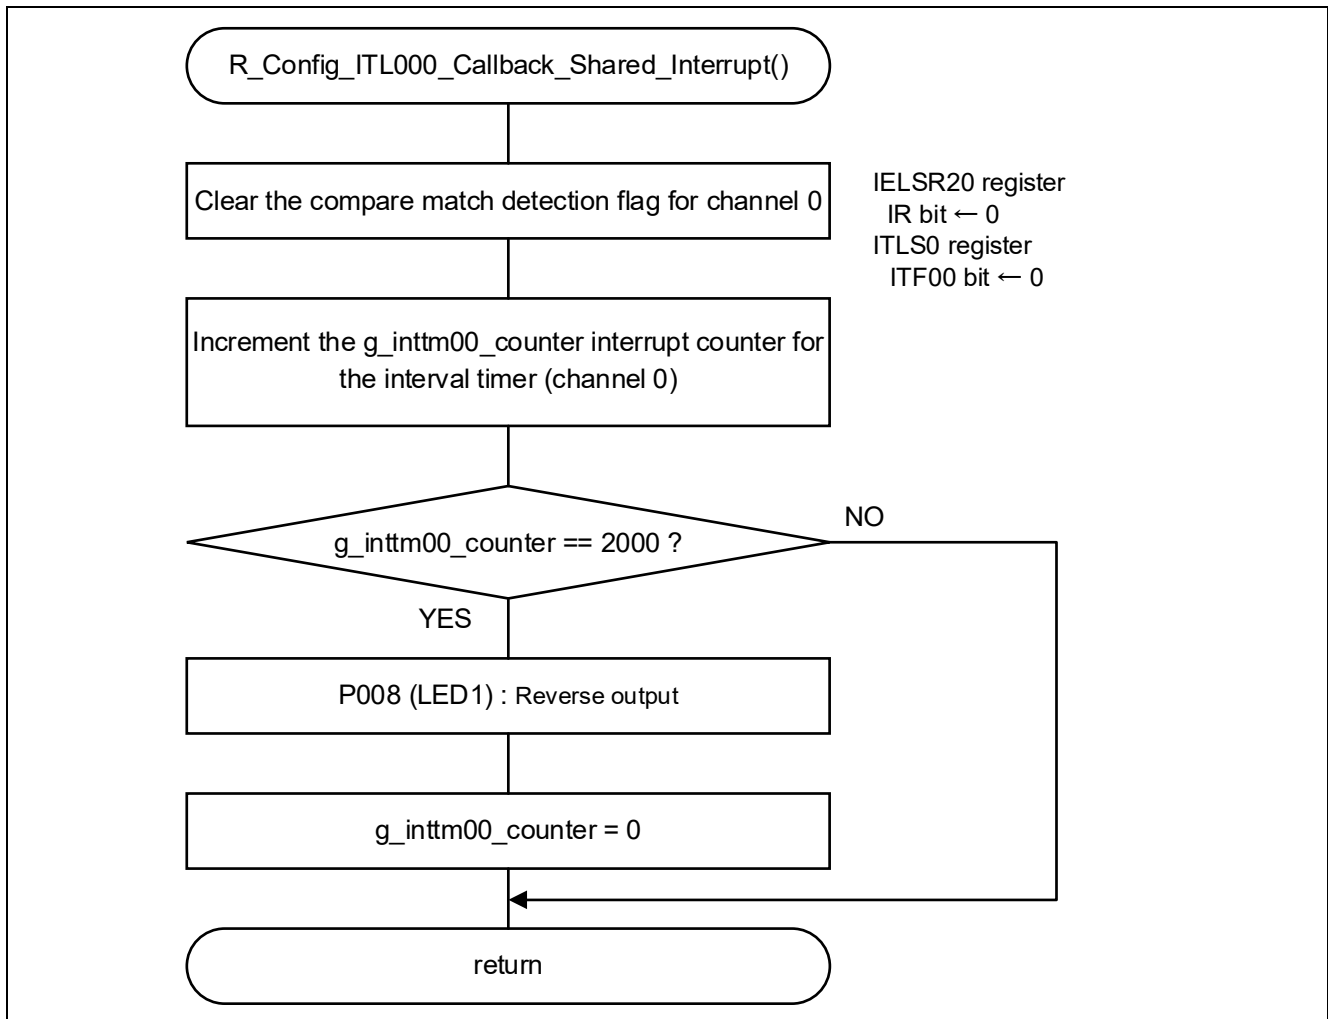 R_Config_ITL000_Callback_Shared_Interrupt()
Clear the compare match detection flag for channel 0
IELSR20 register
IR bit ← 0
ITLS0 register
ITF00 bit ← 0
Increment the g_inttm00_counter interrupt counter for
the interval timer (channel 0)
g_inttm00_counter == 2000 ?
NO
YES
P008 (LED1) : Reverse output
g_inttm00_counter = 0
return